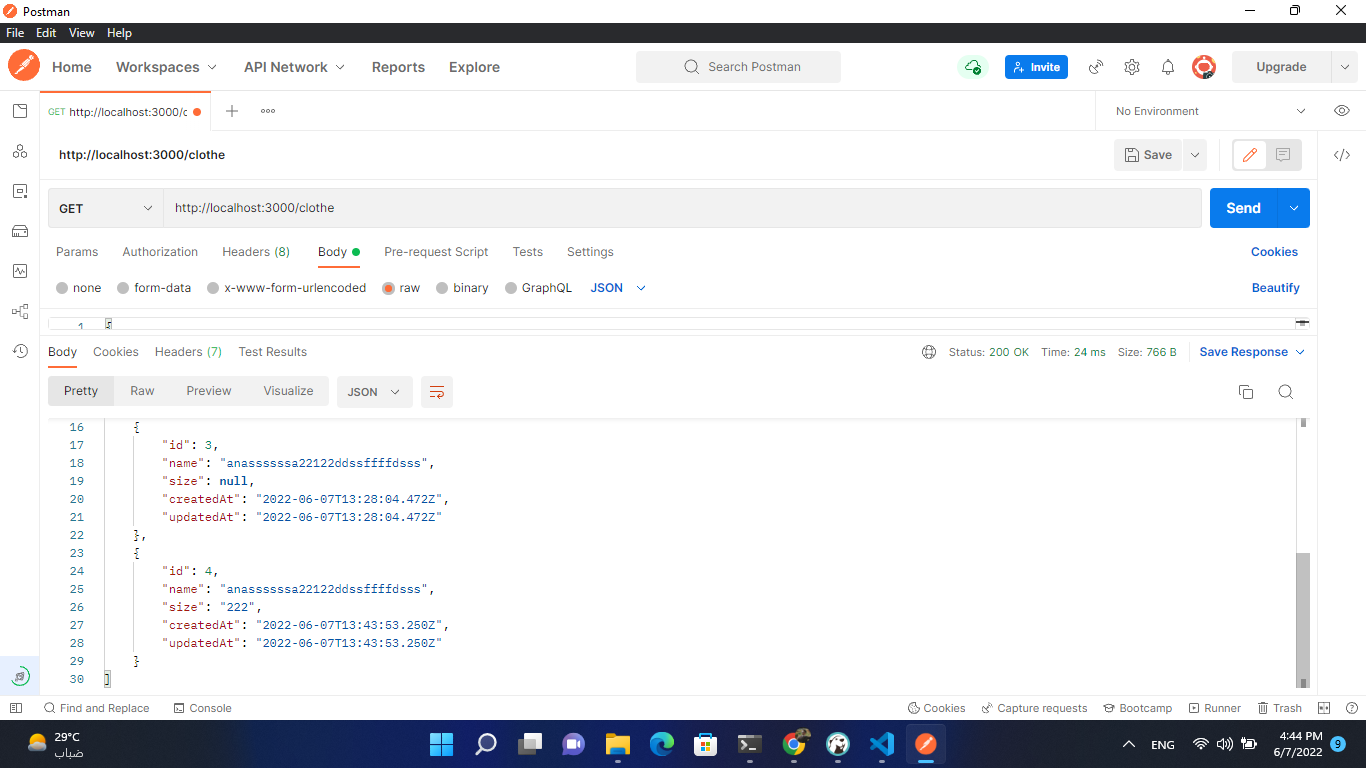 Postman
File Edit View Help
Home Workspaces API Network Reports Explore Search Postman Invite Upgrade
GET http://localhost:3000/c No Environment
http://localhost:3000/clothe Save
GET http://localhost:3000/clothe Send
Params Authorization Headers (8) Body Pre-request Script Tests Settings Cookies
none form-data x-www-form-urlencoded raw binary GraphQL JSON Beautify
1
Body Cookies Headers (7) Test Results Status: 200 OK Time: 24 ms Size: 766 B Save Response
Pretty Raw Preview Visualize JSON
16 {
17 "id": 3,
18 "name": "anassssssa22122ddssffffdsss",
19 "size": null,
20 "createdAt": "2022-06-07T13:28:04.472Z",
21 "updatedAt": "2022-06-07T13:28:04.472Z"
22 },
23 {
24 "id": 4,
25 "name": "anassssssa22122ddssffffdsss",
26 "size": "222",
27 "createdAt": "2022-06-07T13:43:53.250Z",
28 "updatedAt": "2022-06-07T13:43:53.250Z"
29 }
30 ]
Find and Replace Console Cookies Capture requests Bootcamp Runner Trash
29°C
ضباب
ENG
4:44 PM
6/7/2022
9